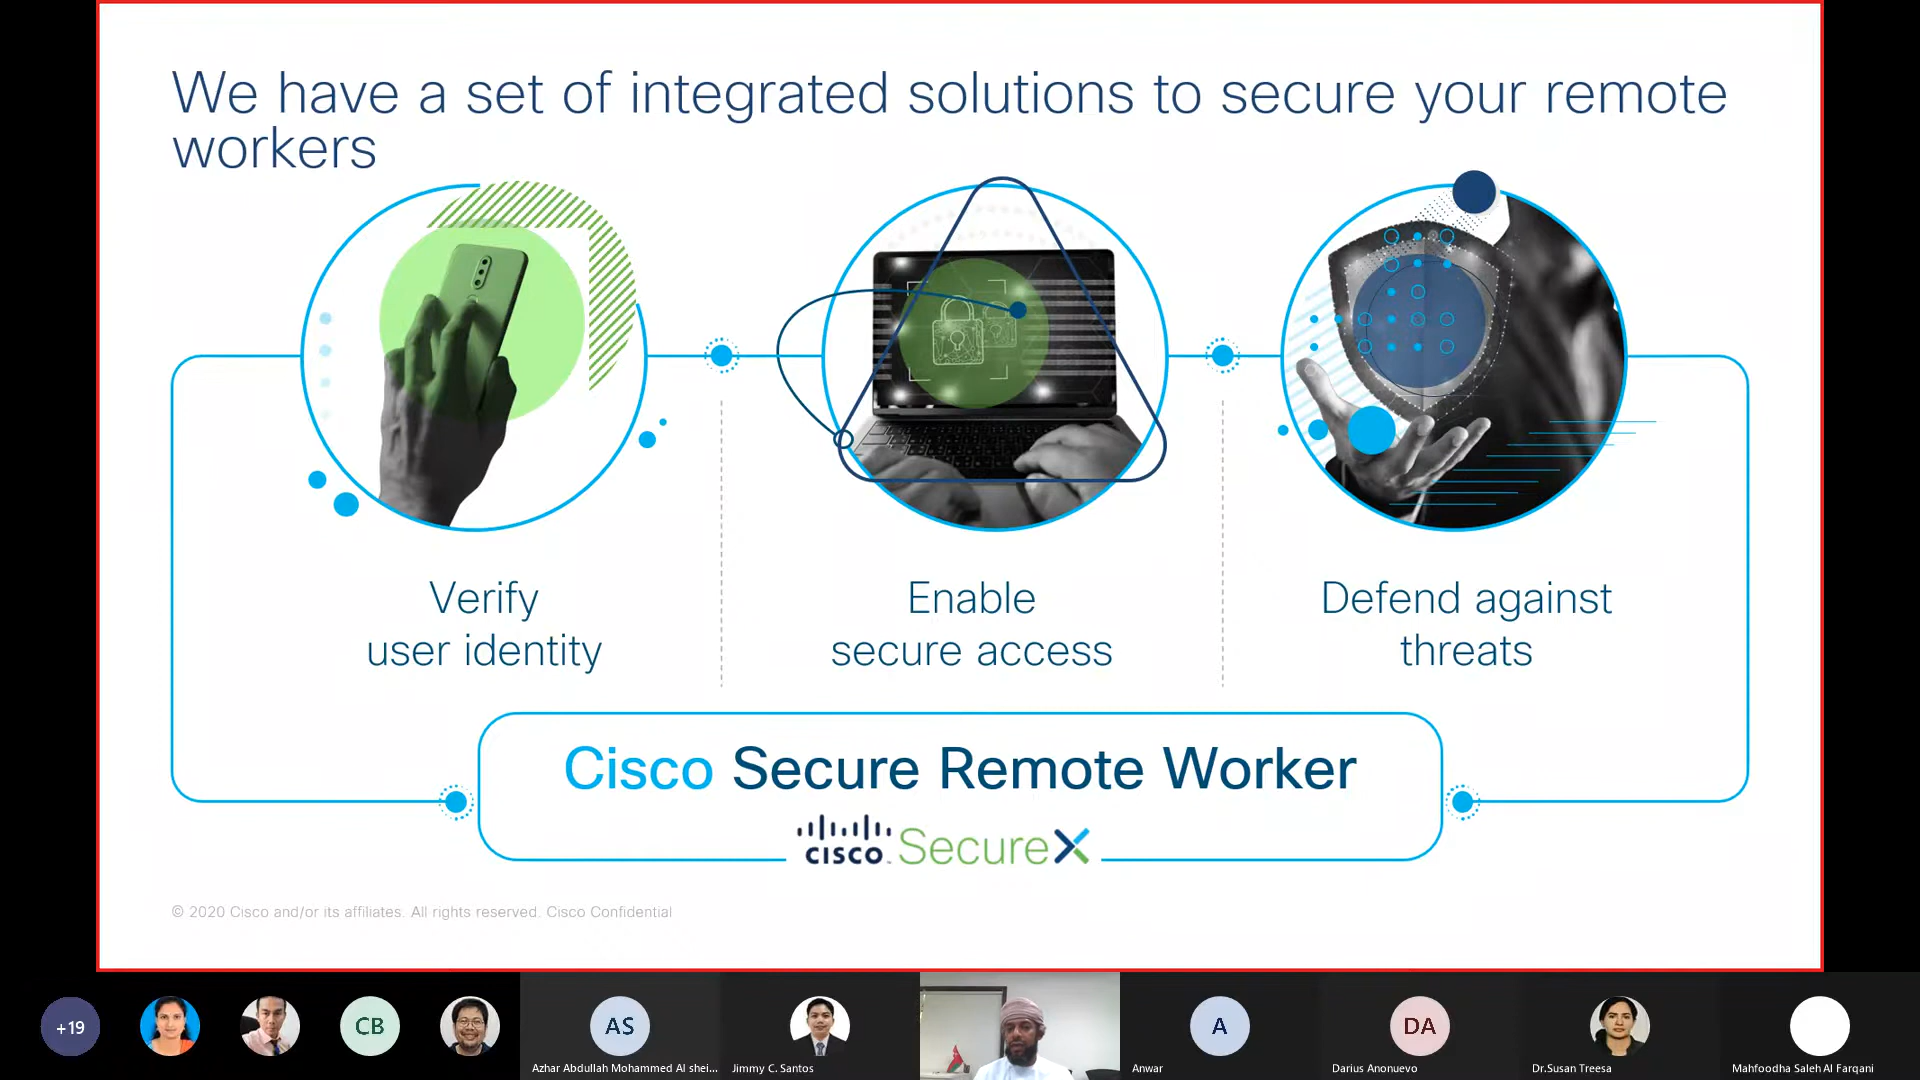 We have a set of integrated solutions to secure your remote
workers
Verify
user identity
Enable
secure access
Defend against
threats
Cisco Secure Remote Worker
CISCO SecureX
© 2020 Cisco and/or its affiliates. All rights reserved. Cisco Confidential
+19
CB
AS
A
DA
Azhar Abdullah Mohammed Al shei...
Jimmy C. Santos
Anwar
Darius Anonuevo
Dr.Susan Treesa
Mahfoodha Saleh Al Farqani